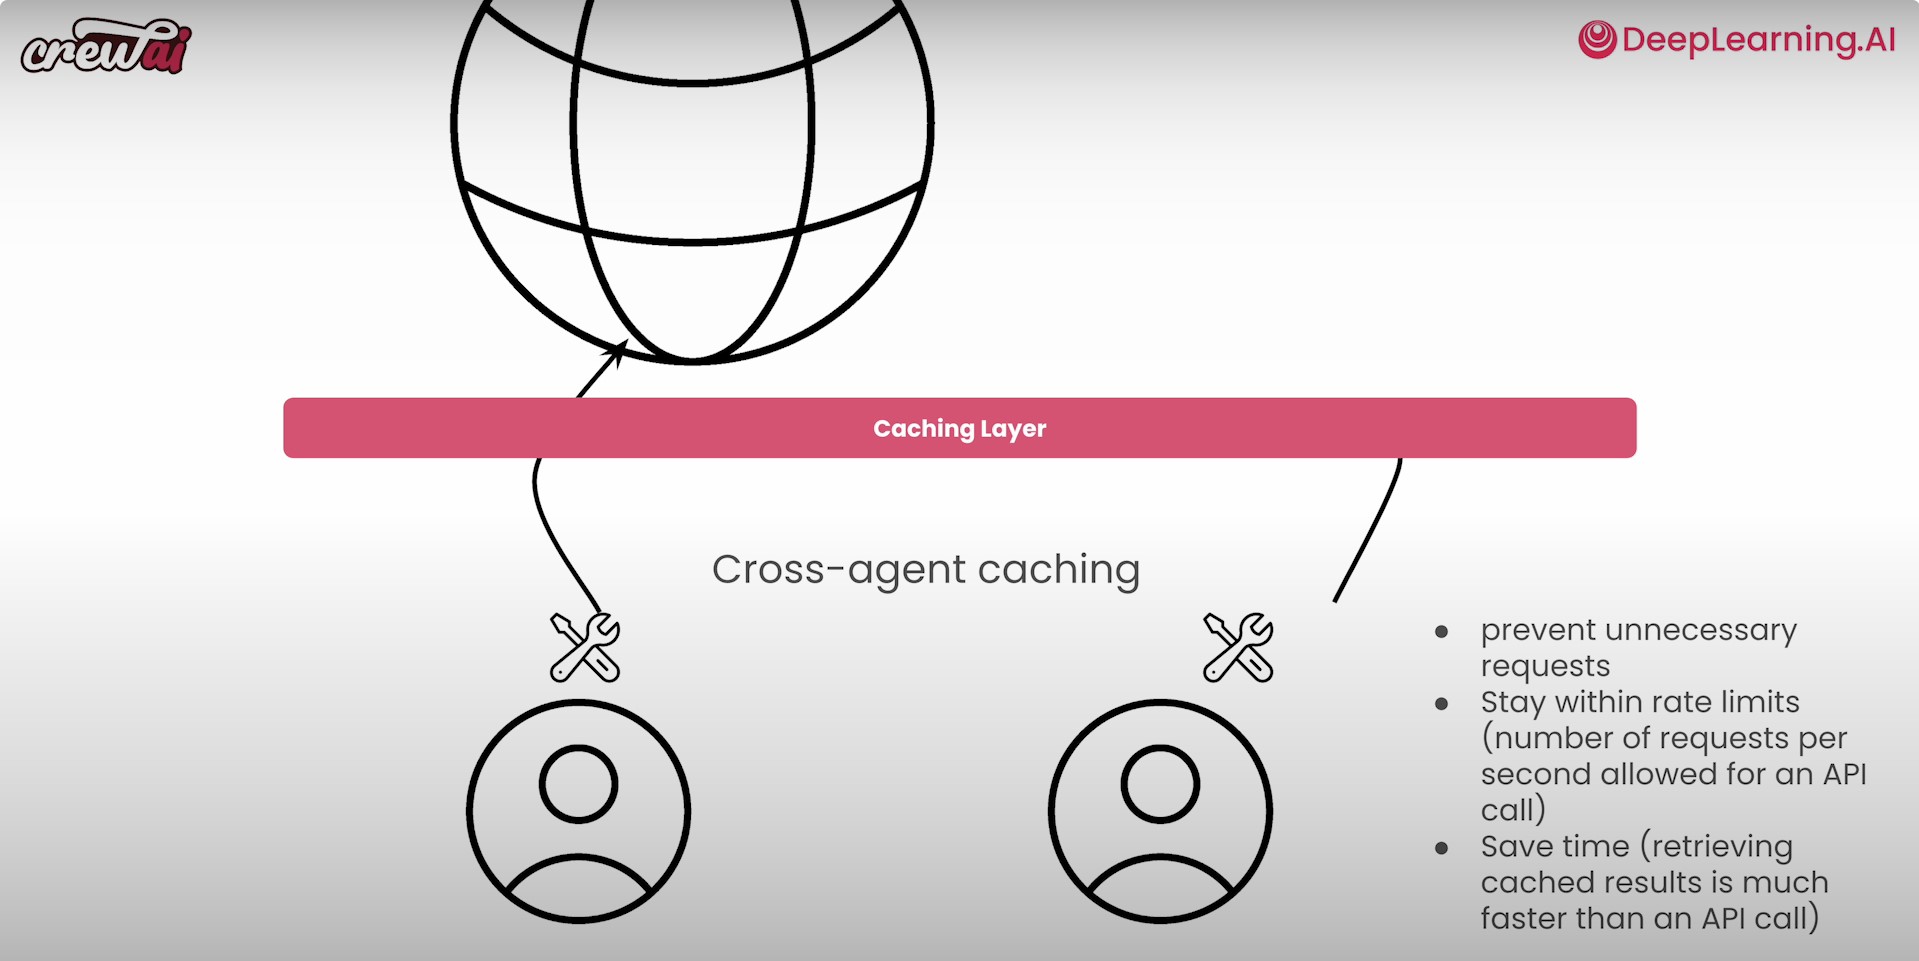 crewai
DeepLearning.AI
Caching Layer
Cross-agent caching
● prevent unnecessary
requests
● Stay within rate limits
(number of requests per
second allowed for an API
call)
● Save time (retrieving
cached results is much
faster than an API call)